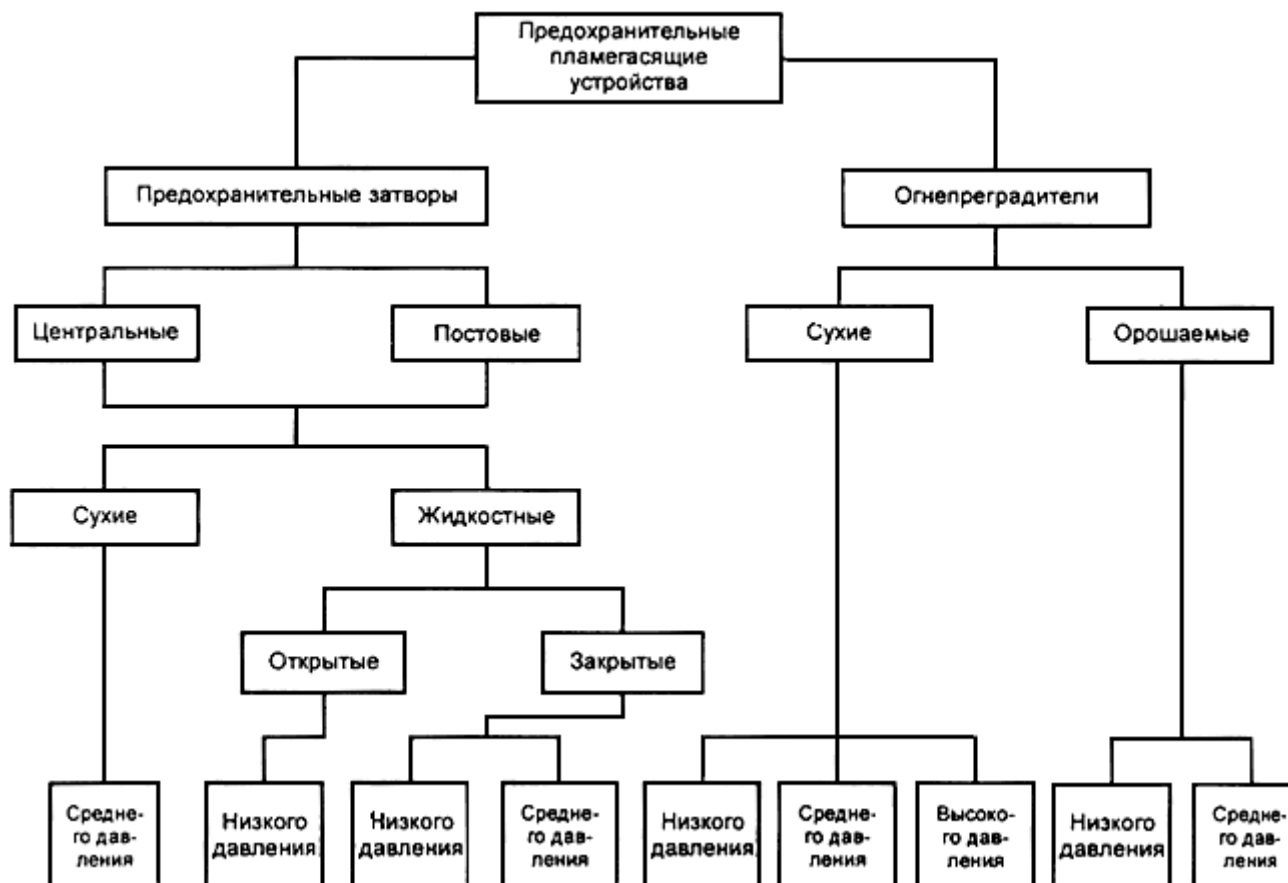 Предохранительные
пламегасящие
устройства
Предохранительные затворы
Огнепреградители
Центральные
Постовые
Сухие
Орошаемые
Сухие
Жидкостные
Открытые
Закрытые
Средне-
го дав-
ления
Низкого
давления
Низкого
давления
Средне-
го дав-
ления
Низкого
давления
Средне-
го дав-
ления
Высоко-
го дав-
ления
Низкого
давления
Средне-
го дав-
ления